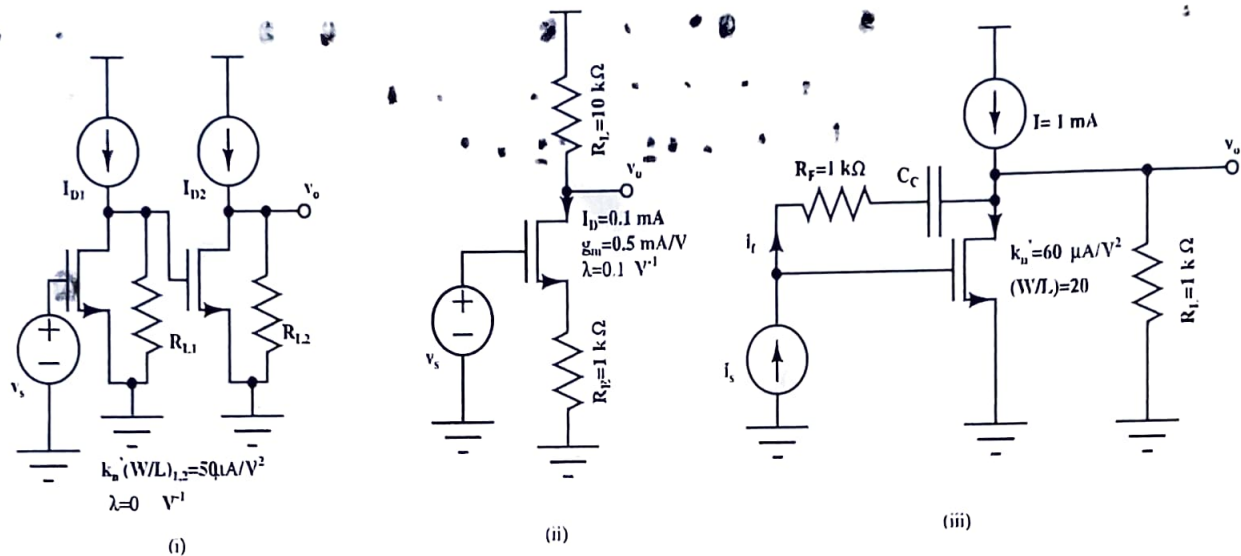 I_D1
I_D2
v_o
R_L1
R_L2
v_s
k_n'(W/L)_1,2=50μA/V²
λ=0 V⁻¹
(i)
R_L=10 kΩ
v_o
I_D=0.1 mA
g_m=0.5 mA/V
λ=0.1 V⁻¹
v_s
R_E=1 kΩ
(ii)
I= 1 mA
v_o
R_F=1 kΩ
C_C
i_f
k_n'=60 μA/V²
(W/L)=20
R_L=1 kΩ
i_s
(iii)